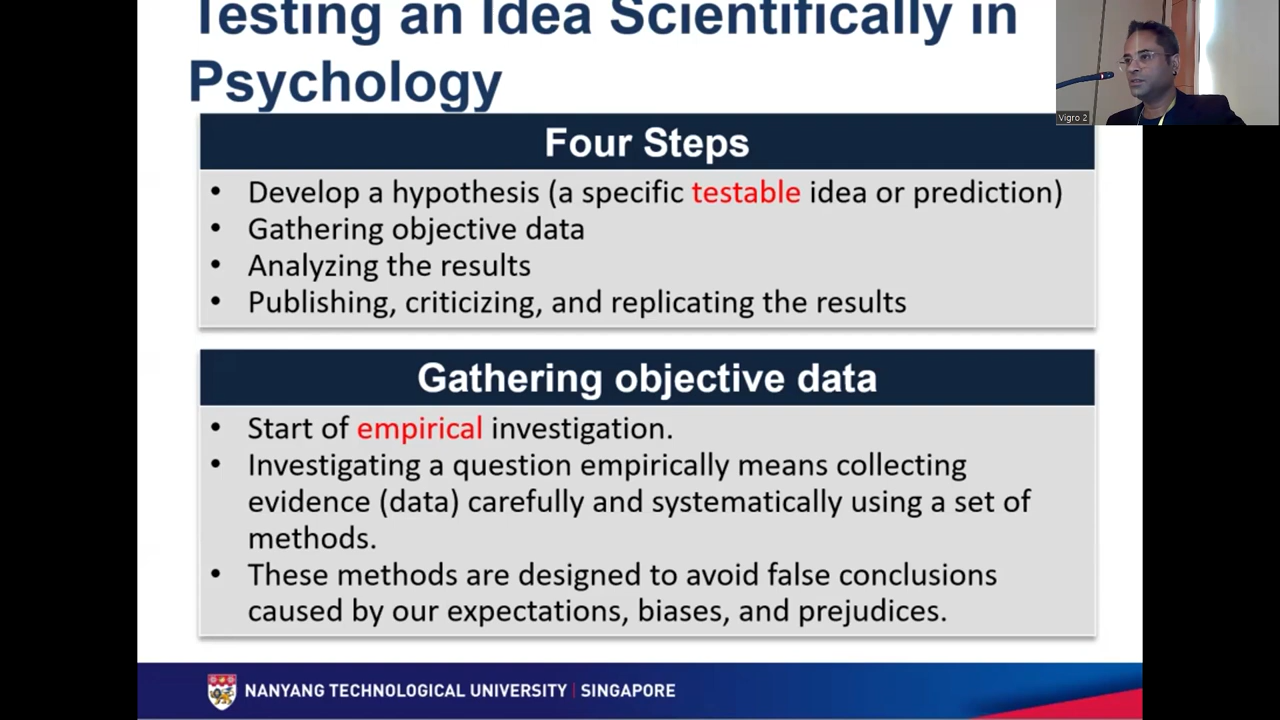 Testing an Idea Scientifically in
Psychology
Vigro 2
Four Steps
• Develop a hypothesis (a specific testable idea or prediction)
• Gathering objective data
• Analyzing the results
• Publishing, criticizing, and replicating the results
Gathering objective data
• Start of empirical investigation.
• Investigating a question empirically means collecting
evidence (data) carefully and systematically using a set of
methods.
• These methods are designed to avoid false conclusions
caused by our expectations, biases, and prejudices.
NANYANG TECHNOLOGICAL UNIVERSITY | SINGAPORE